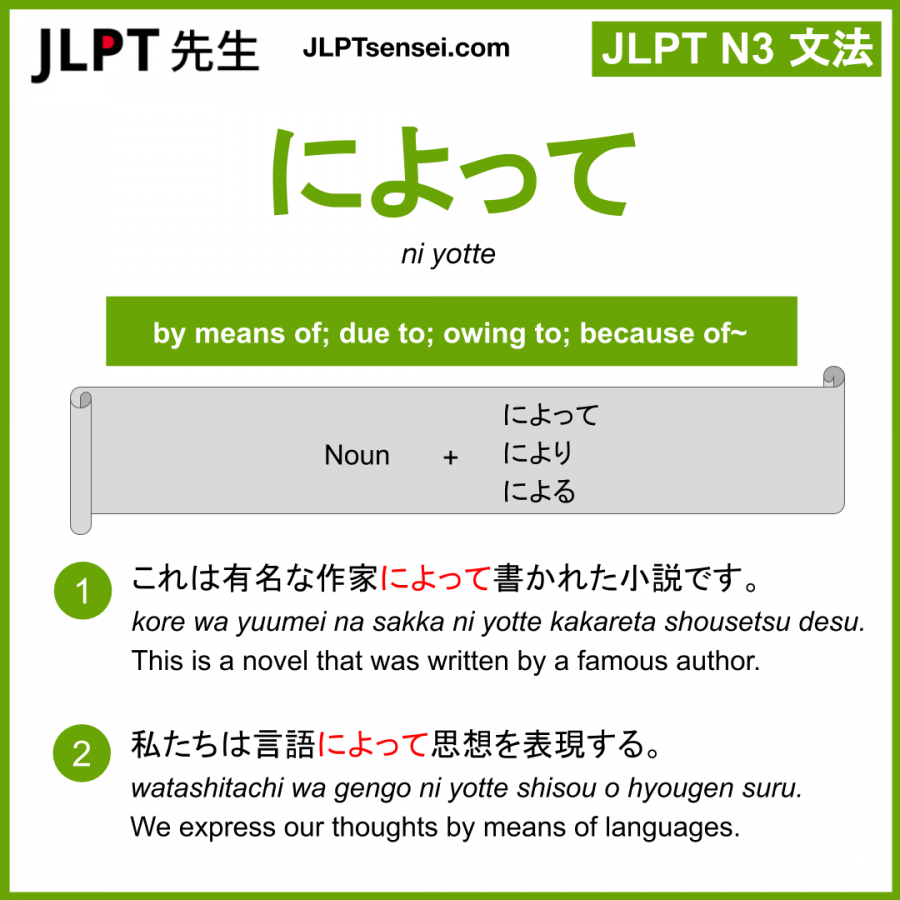 JLPT 先生
JLPTsensei.com
JLPT N3 文法
によって
ni yotte
by means of; due to; owing to; because of~
によって
Noun + により
による
1 これは有名な作家によって書かれた小説です。
kore wa yuumei na sakka ni yotte kakareta shousetsu desu.
This is a novel that was written by a famous author.
2 私たちは言語によって思想を表現する。
watashitachi wa gengo ni yotte shisou o hyougen suru.
We express our thoughts by means of languages.